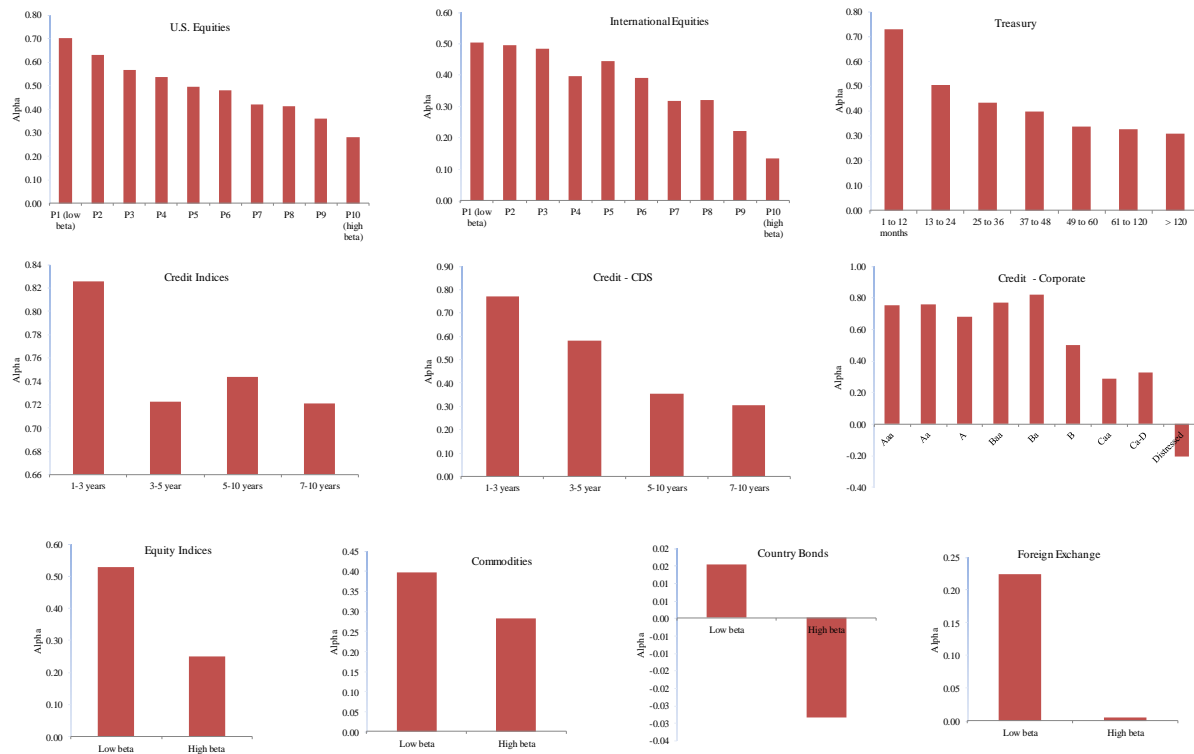 U.S. Equities
Alpha
0.80
0.70
0.60
0.50
0.40
0.30
0.20
0.10
0.00
P1 (low beta)
P2
P3
P4
P5
P6
P7
P8
P9
P10 (high beta)
International Equities
Alpha
0.60
0.50
0.40
0.30
0.20
0.10
0.00
P1 (low beta)
P2
P3
P4
P5
P6
P7
P8
P9
P10 (high beta)
Treasury
Alpha
0.80
0.70
0.60
0.50
0.40
0.30
0.20
0.10
0.00
1 to 12 months
13 to 24
25 to 36
37 to 48
49 to 60
61 to 120
> 120
Credit Indices
Alpha
0.84
0.82
0.80
0.78
0.76
0.74
0.72
0.70
0.68
0.66
1-3 years
3-5 year
5-10 years
7-10 years
Credit - CDS
Alpha
0.90
0.80
0.70
0.60
0.50
0.40
0.30
0.20
0.10
0.00
1-3 years
3-5 year
5-10 years
7-10 years
Credit - Corporate
Alpha
1.00
0.80
0.60
0.40
0.20
0.00
-0.20
-0.40
Aaa
Aa
A
Baa
Ba
B
Caa
Ca-D
Distressed
Equity Indices
Alpha
0.60
0.50
0.40
0.30
0.20
0.10
0.00
Low beta
High beta
Commodities
Alpha
0.45
0.40
0.35
0.30
0.25
0.20
0.15
0.10
0.05
0.00
Low beta
High beta
Country Bonds
Alpha
0.02
0.02
0.01
0.01
0.00
-0.01
-0.01
-0.02
-0.02
-0.03
-0.03
-0.04
Low beta
High beta
Foreign Exchange
Alpha
0.25
0.20
0.15
0.10
0.05
0.00
Low beta
High beta